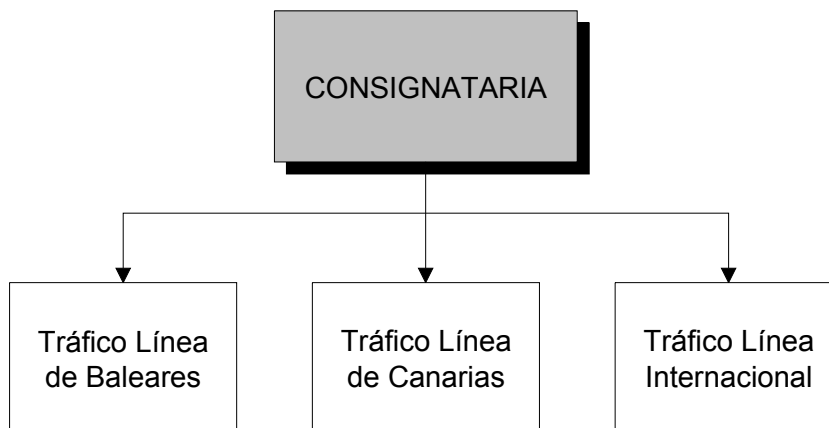 CONSIGNATARIA
Tráfico Línea
de Baleares
Tráfico Línea
de Canarias
Tráfico Línea
Internacional